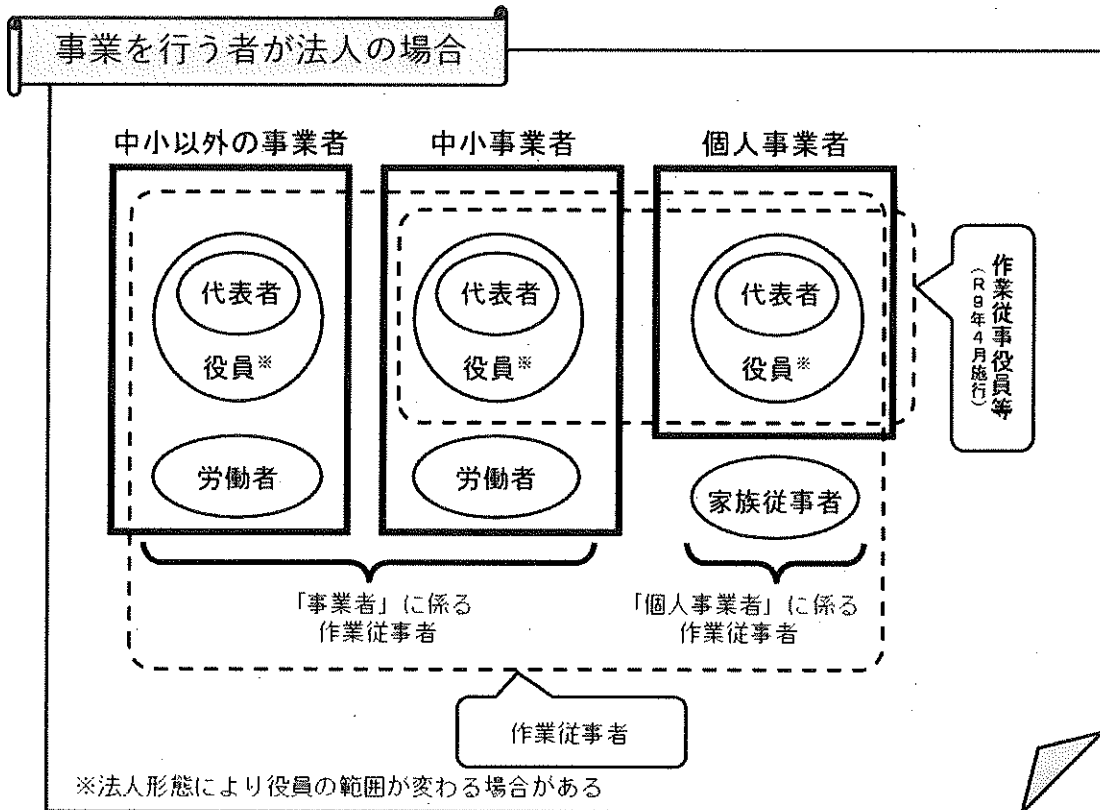 事業を行う者が法人の場合
中小以外の事業者
中小事業者
個人事業者
代表者
役員※
労働者
代表者
役員※
労働者
代表者
役員※
家族従事者
作業従事役員等
(R9年4月施行)
「事業者」に係る
作業従事者
「個人事業者」に係る
作業従事者
作業従事者
※法人形態により役員の範囲が変わる場合がある